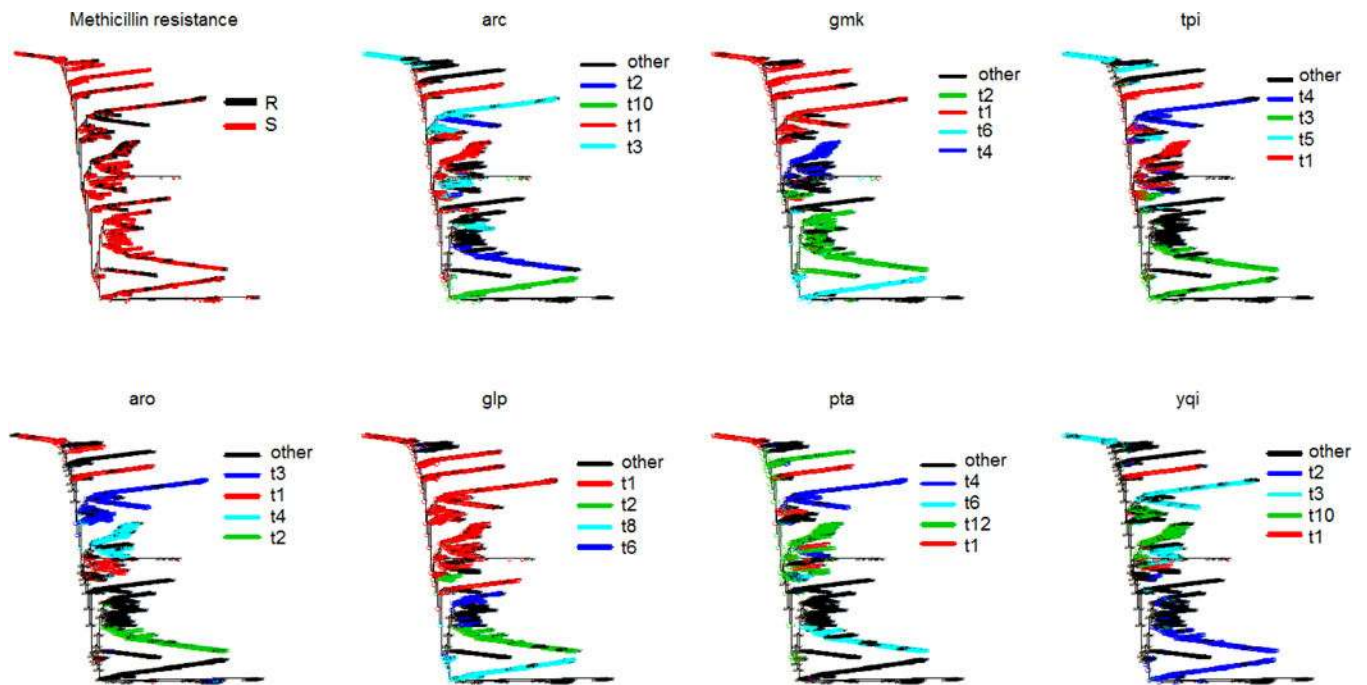 Methicillin resistance
R
S
arc
other
t2
t10
t1
t3
gmk
other
t2
t1
t6
t4
tpi
other
t4
t3
t5
t1
aro
other
t3
t1
t4
t2
glp
other
t1
t2
t8
t6
pta
other
t4
t6
t12
t1
yqi
other
t2
t3
t10
t1